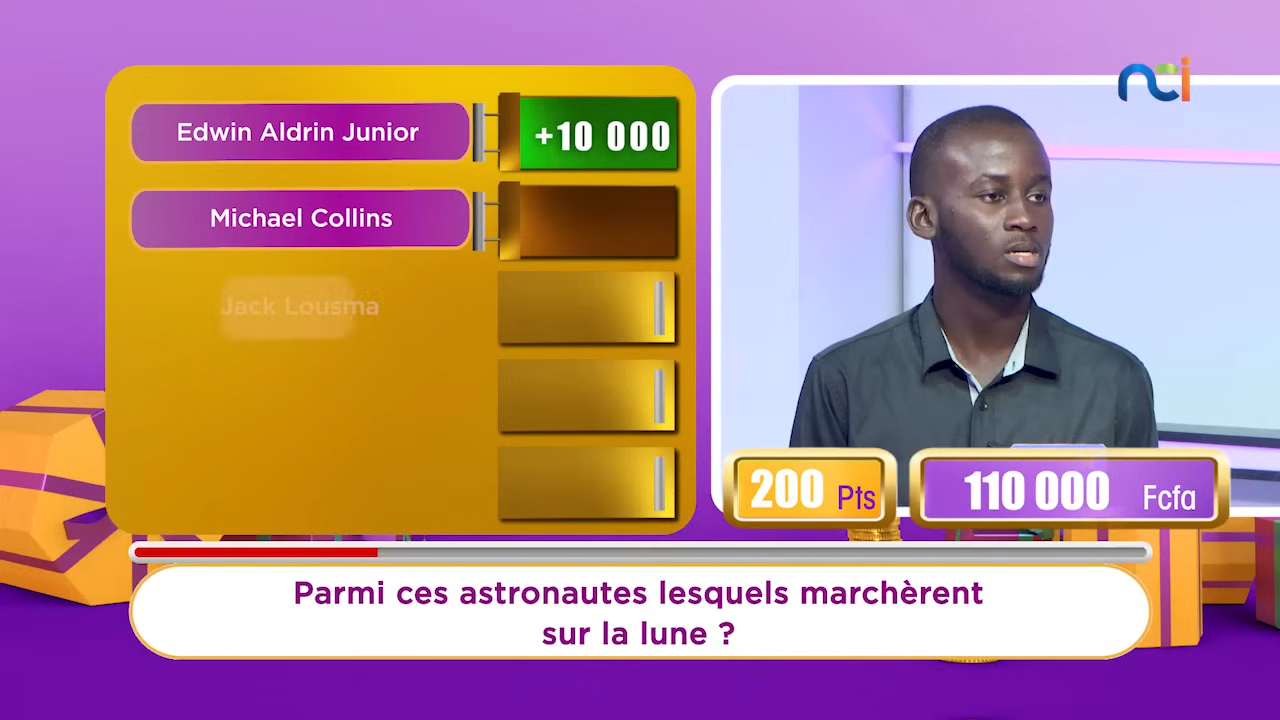 nci
Edwin Aldrin Junior
+10 000
Michael Collins
Jack Lousma
200 Pts
110 000 Fcfa
Parmi ces astronautes lesquels marchèrent
sur la lune ?